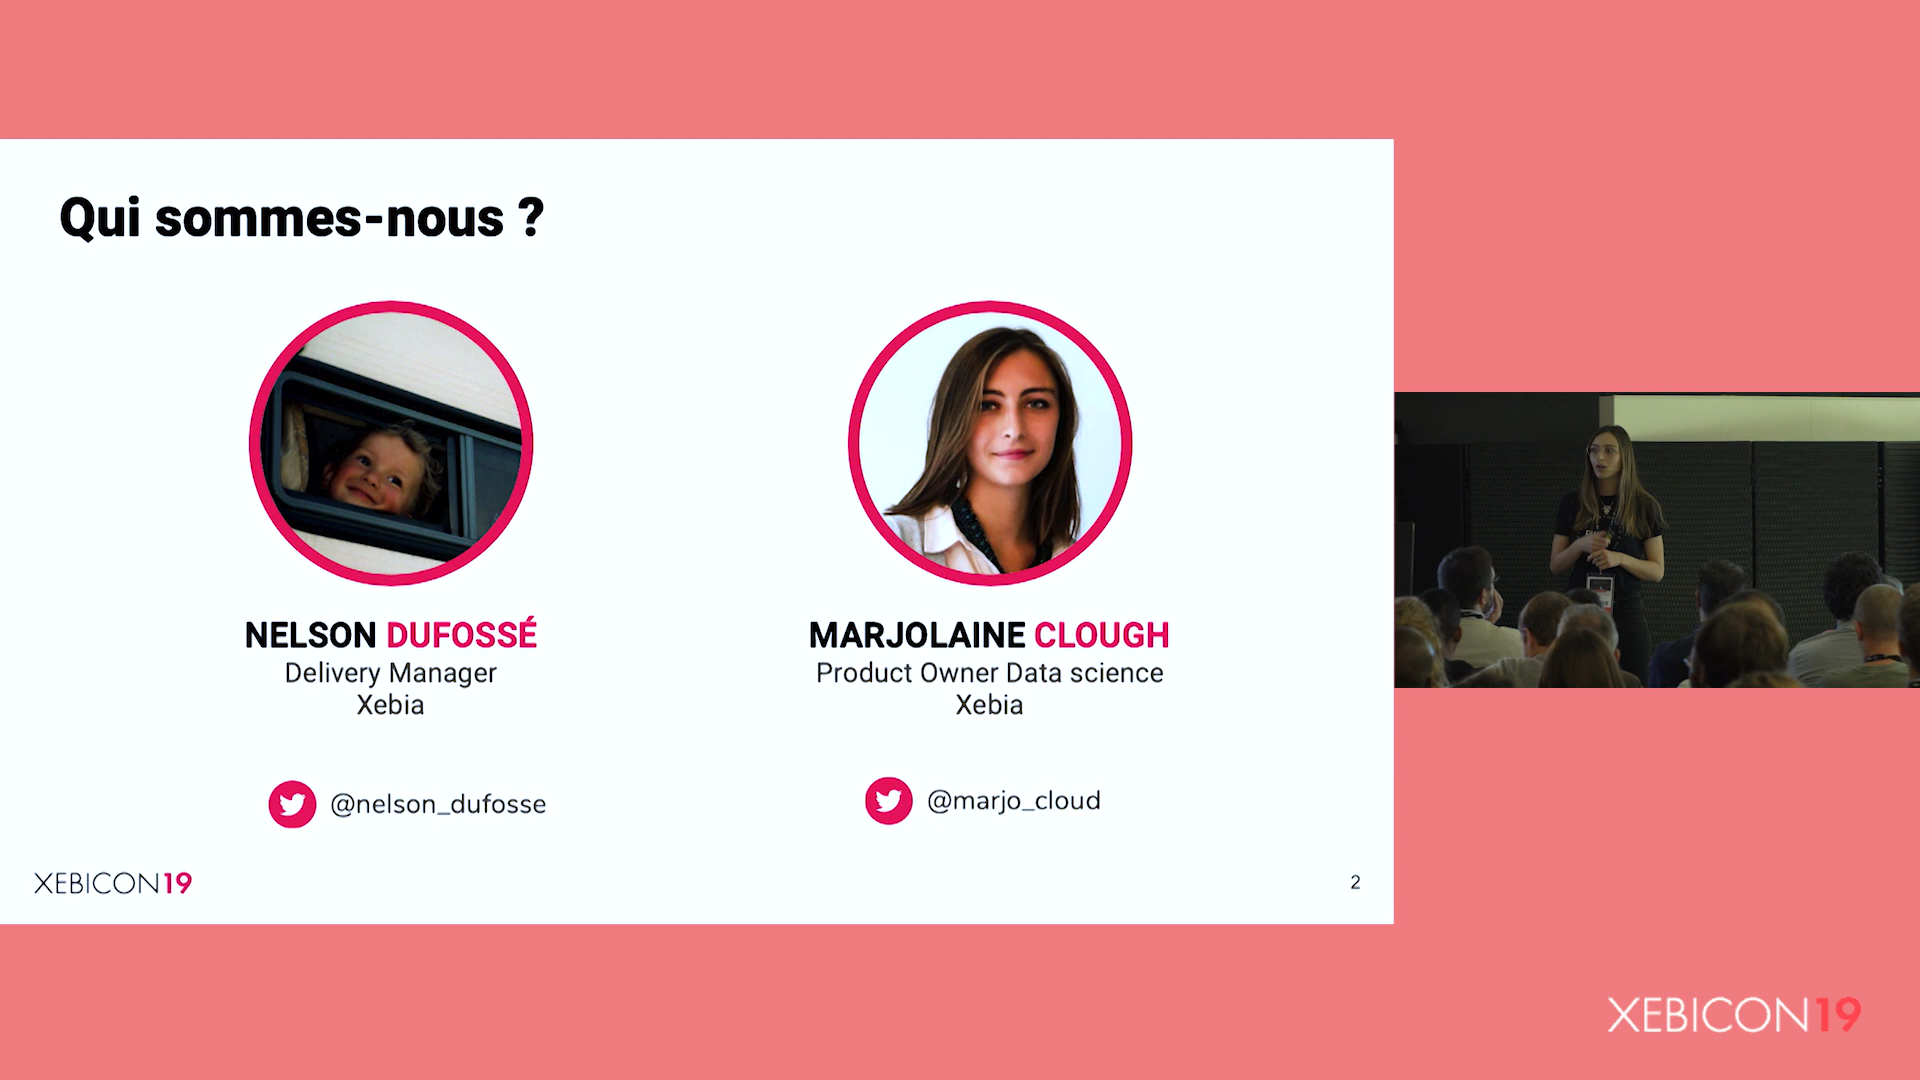 Qui sommes-nous ?
NELSON DUFOSSÉ
Delivery Manager
Xebia
@nelson_dufosse
MARJOLAINE CLOUGH
Product Owner Data science
Xebia
@marjo_cloud
XEBICON19
2
XEBICON19